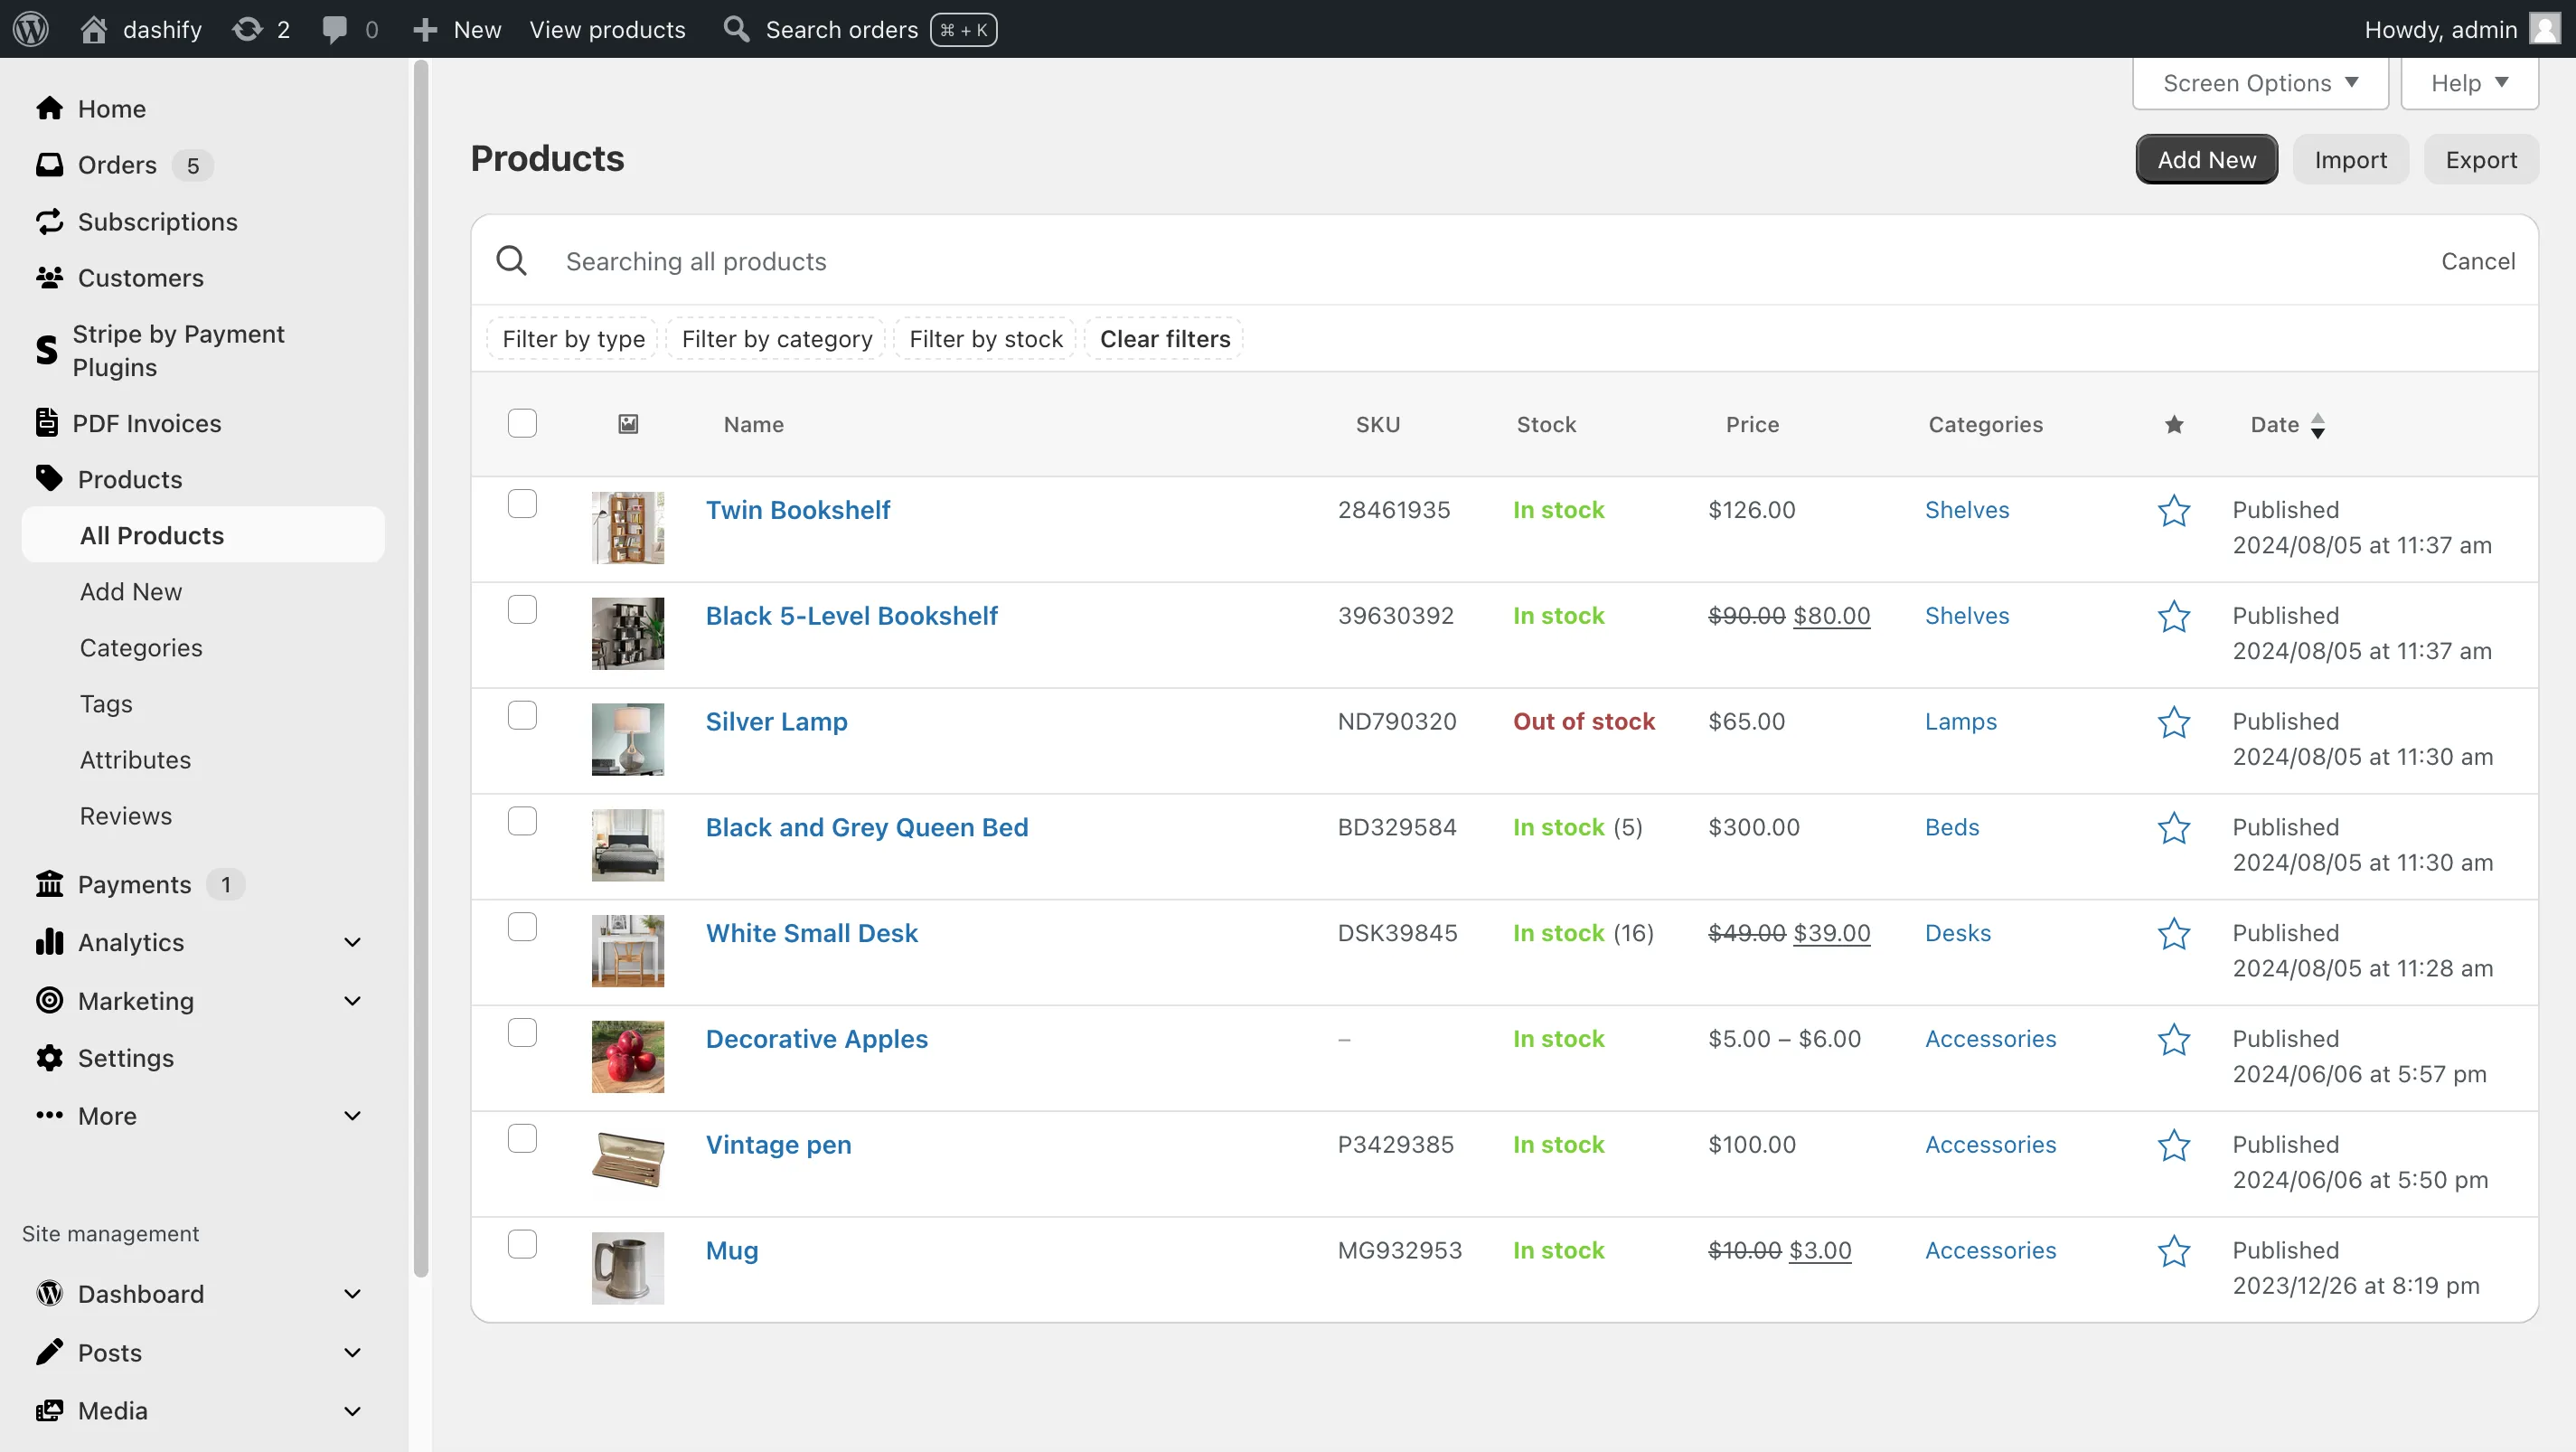 dashify 2 0 New View products Search orders ⌘ + K Howdy, admin
Screen Options Help
Home
Orders 5
Subscriptions
Customers
Stripe by Payment
Plugins
PDF Invoices
Products
All Products
Add New
Categories
Tags
Attributes
Reviews
Payments 1
Analytics
Marketing
Settings
More
Site management
Dashboard
Posts
Media
Products
Add New Import Export
Searching all products Cancel
Filter by type Filter by category Filter by stock Clear filters
Name SKU Stock Price Categories Date
Twin Bookshelf 28461935 In stock $126.00 Shelves Published
2024/08/05 at 11:37 am
Black 5-Level Bookshelf 39630392 In stock $90.00 $80.00 Shelves Published
2024/08/05 at 11:37 am
Silver Lamp ND790320 Out of stock $65.00 Lamps Published
2024/08/05 at 11:30 am
Black and Grey Queen Bed BD329584 In stock (5) $300.00 Beds Published
2024/08/05 at 11:30 am
White Small Desk DSK39845 In stock (16) $49.00 $39.00 Desks Published
2024/08/05 at 11:28 am
Decorative Apples – In stock $5.00 – $6.00 Accessories Published
2024/06/06 at 5:57 pm
Vintage pen P3429385 In stock $100.00 Accessories Published
2024/06/06 at 5:50 pm
Mug MG932953 In stock $10.00 $3.00 Accessories Published
2023/12/26 at 8:19 pm